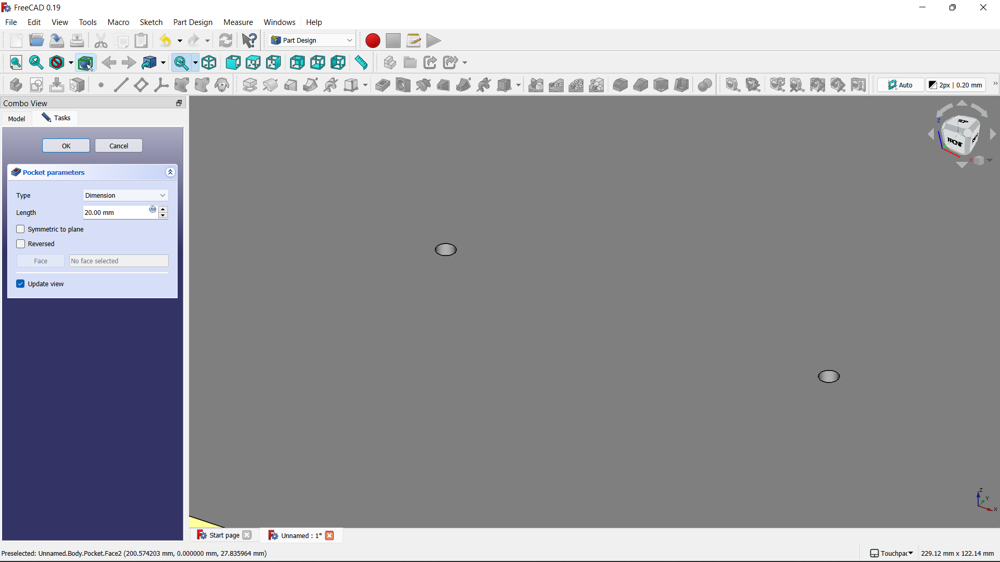 FreeCAD 0.19
File Edit View Tools Macro Sketch Part Design Measure Windows Help
Part Design
Auto 2px | 0.20 mm
Combo View
Model Tasks
OK Cancel
Pocket parameters
Type Dimension
Length 20.00 mm
Symmetric to plane
Reversed
Face No face selected
Update view
Z
TOP
FRONT
X
Z
Y
X
Start page Unnamed : 1*
Preselected: Unnamed.Body.Pocket.Face2 (200.574203 mm, 0.000000 mm, 27.835964 mm) Touchpad 229.12 mm x 122.14 mm